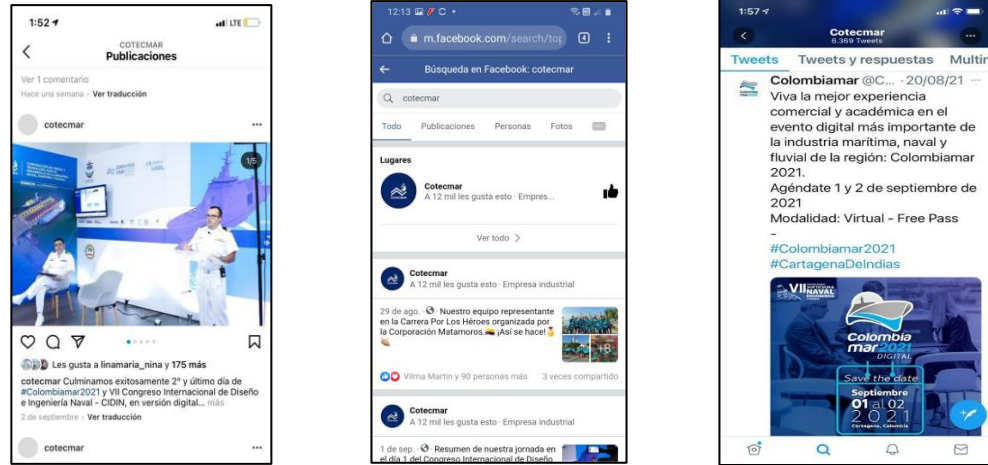 1:52
LTE
COTECMAR
Publicaciones
Ver 1 comentario
Hace una semana · Ver traducción
cotecmar
1/5
Colombia
mar
NAVAL
Les gusta a linamaria_nina y 175 más
cotecmar Culminamos exitosamente 2º y último día de
#Colombiamar2021 y VII Congreso Internacional de Diseño
e Ingeniería Naval - CIDIN, en versión digital... más
2 de septiembre · Ver traducción
cotecmar
12:13
m.facebook.com/search/top
4
Búsqueda en Facebook: cotecmar
cotecmar
Todo Publicaciones Personas Fotos
Lugares
Cotecmar
A 12 mil les gusta esto · Empres...
Ver todo
Cotecmar
A 12 mil les gusta esto · Empresa industrial
29 de ago. · Nuestro equipo representante
en la Carrera Por Los Héroes organizada por
la Corporación Matamoros. ¡Así se hace!
+8
Vilma Martin y 90 personas más 3 veces compartido
Cotecmar
A 12 mil les gusta esto · Empresa industrial
1 de sep. · Resumen de nuestra jornada en
el día 1 del Congreso Internacional de Diseño
1:57
Cotecmar
6.369 Tweets
Tweets Tweets y respuestas Multim
Colombiamar @C... · 20/08/21
Viva la mejor experiencia
comercial y académica en el
evento digital más importante de
la industria marítima, naval y
fluvial de la región: Colombiamar
2021.
Agéndate 1 y 2 de septiembre de
2021
Modalidad: Virtual - Free Pass
-
#Colombiamar2021
#CartagenaDeIndias
VII NAVAL
Colombia
mar 2021
DIGITAL
Save the date
Septiembre
01 al 02
2021
Cartagena, Colombia